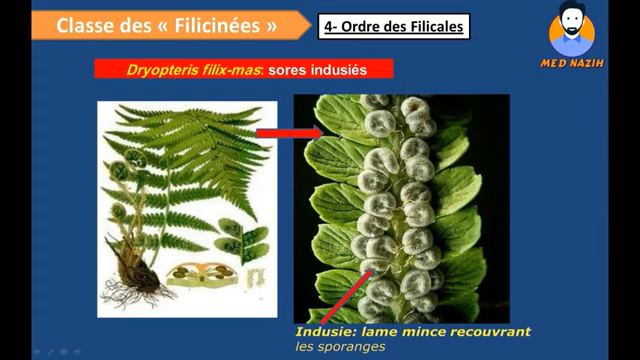 Classe des « Filicinées »
4- Ordre des Filicales
MED NAZIH
Dryopteris filix-mas: sores indusiés
Indusie: lame mince recouvrant
les sporanges